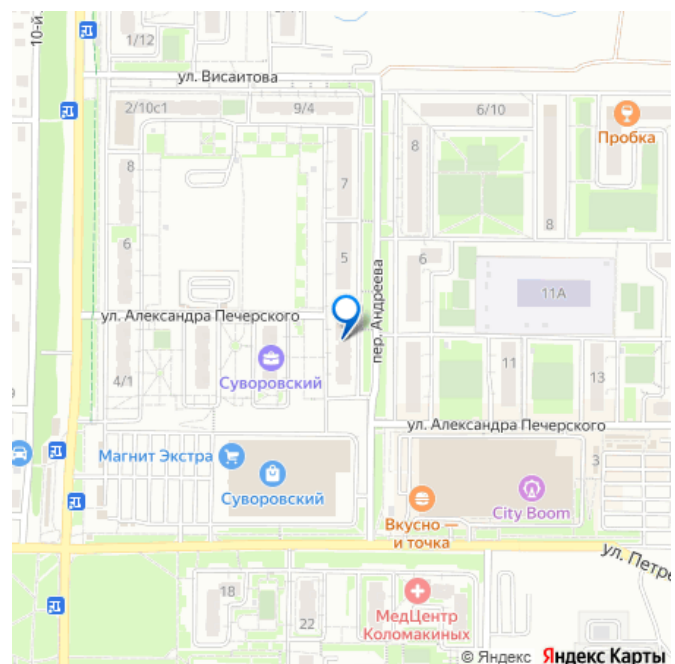 10-й.
1/12
ул. Висаитова
2/10с1
9/4
6/10
Пробка
8
8
7
8
6
5
6
пер. Андреева
11А
ул. Александра Печерского
Суворовский
4/1
11
13
ул. Александра Печерского
Магнит Экстра
Суворовский
3
City Boom
Вкусно —
и точка
ул. Петре
18
22
МедЦентр
Коломакиных
© Яндекс Яндекс Карты